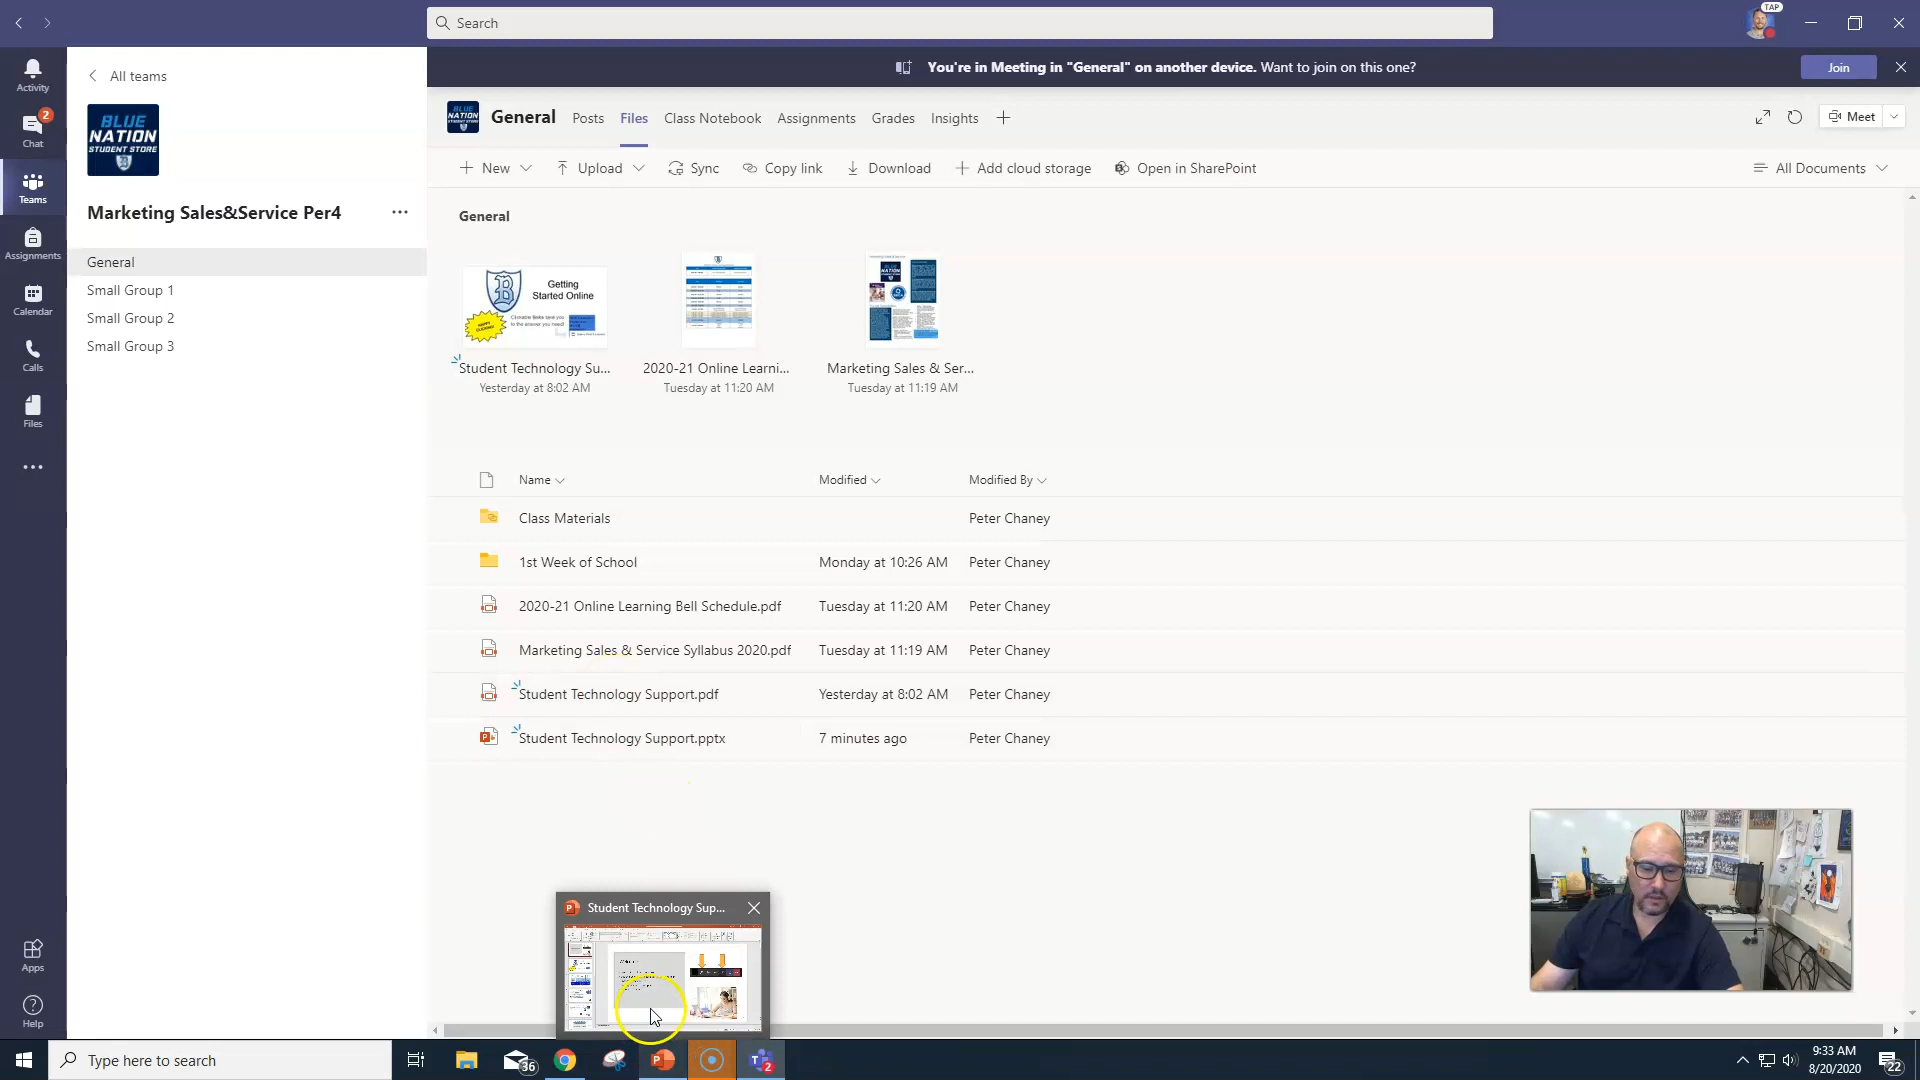 Search
TAP
You're in Meeting in "General" on another device. Want to join on this one?
Join
Activity
Chat
2
Teams
Assignments
Calendar
Calls
Files
Apps
Help
All teams
BLUE
NATION
STUDENT STORE
B
Marketing Sales&Service Per4
General
Small Group 1
Small Group 2
Small Group 3
BLUE
NATION
General
Posts
Files
Class Notebook
Assignments
Grades
Insights
Meet
New
Upload
Sync
Copy link
Download
Add cloud storage
Open in SharePoint
All Documents
General
B
Getting
Started Online
Student Technology Su...
Yesterday at 8:02 AM
2020-21 Online Learni...
Tuesday at 11:20 AM
Marketing Sales & Ser...
Tuesday at 11:19 AM
Name
Modified
Modified By
Class Materials
Peter Chaney
1st Week of School
Monday at 10:26 AM
Peter Chaney
2020-21 Online Learning Bell Schedule.pdf
Tuesday at 11:20 AM
Peter Chaney
Marketing Sales & Service Syllabus 2020.pdf
Tuesday at 11:19 AM
Peter Chaney
Student Technology Support.pdf
Yesterday at 8:02 AM
Peter Chaney
Student Technology Support.pptx
7 minutes ago
Peter Chaney
Student Technology Sup...
Type here to search
36
2
9:33 AM
8/20/2020
22